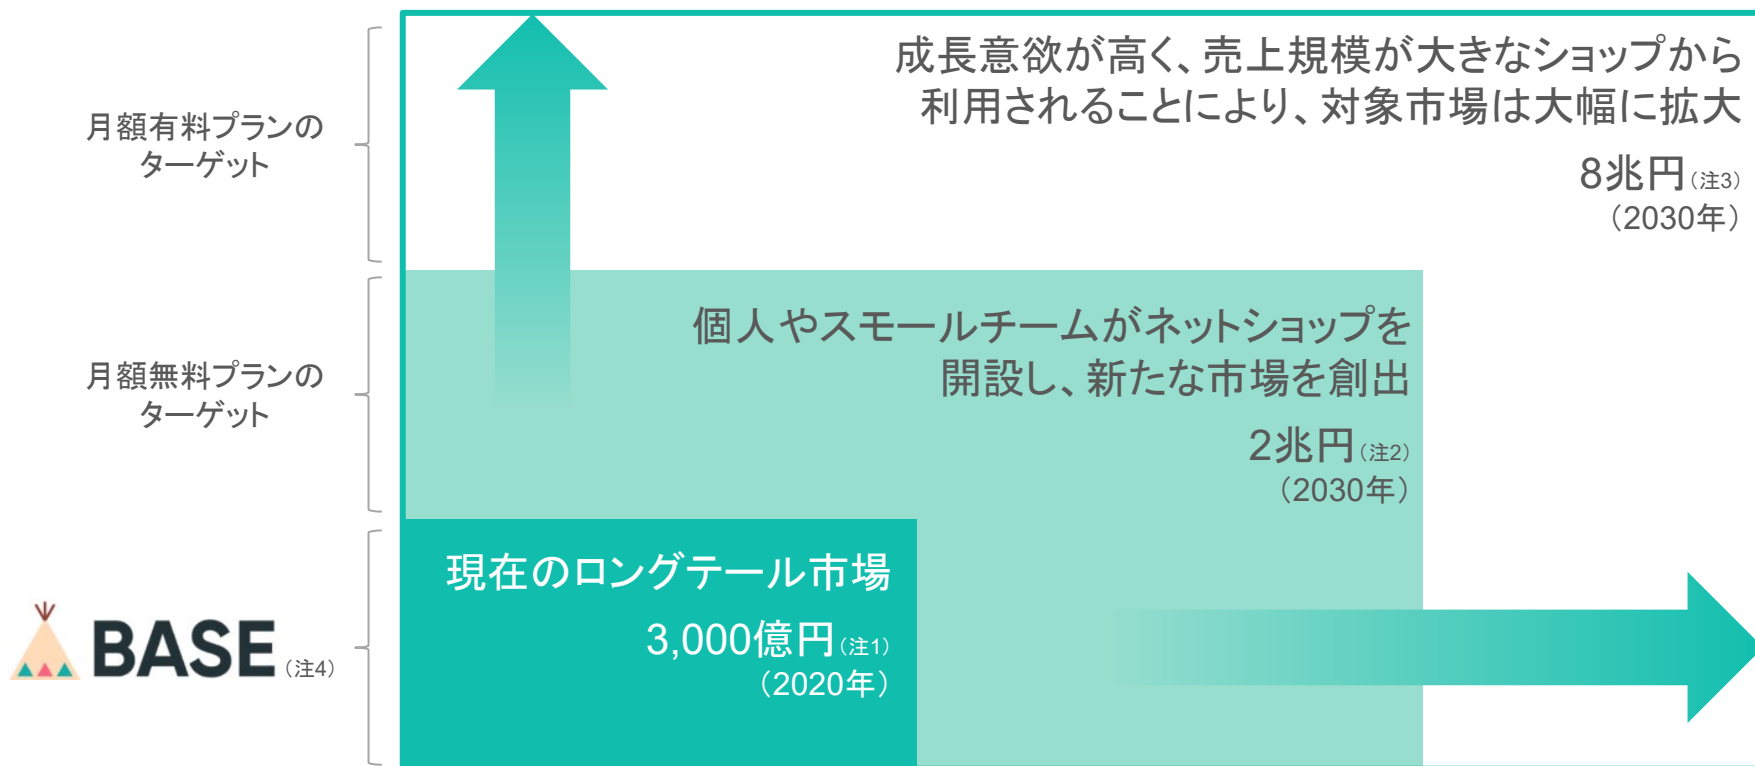 成長意欲が高く、売上規模が大きなショップから
利用されることにより、対象市場は大幅に拡大
8兆円(注3)
(2030年)
月額有料プランの
ターゲット
個人やスモールチームがネットショップを
開設し、新たな市場を創出
2兆円(注2)
(2030年)
月額無料プランの
ターゲット
現在のロングテール市場
3,000億円(注1)
(2020年)
BASE(注4)